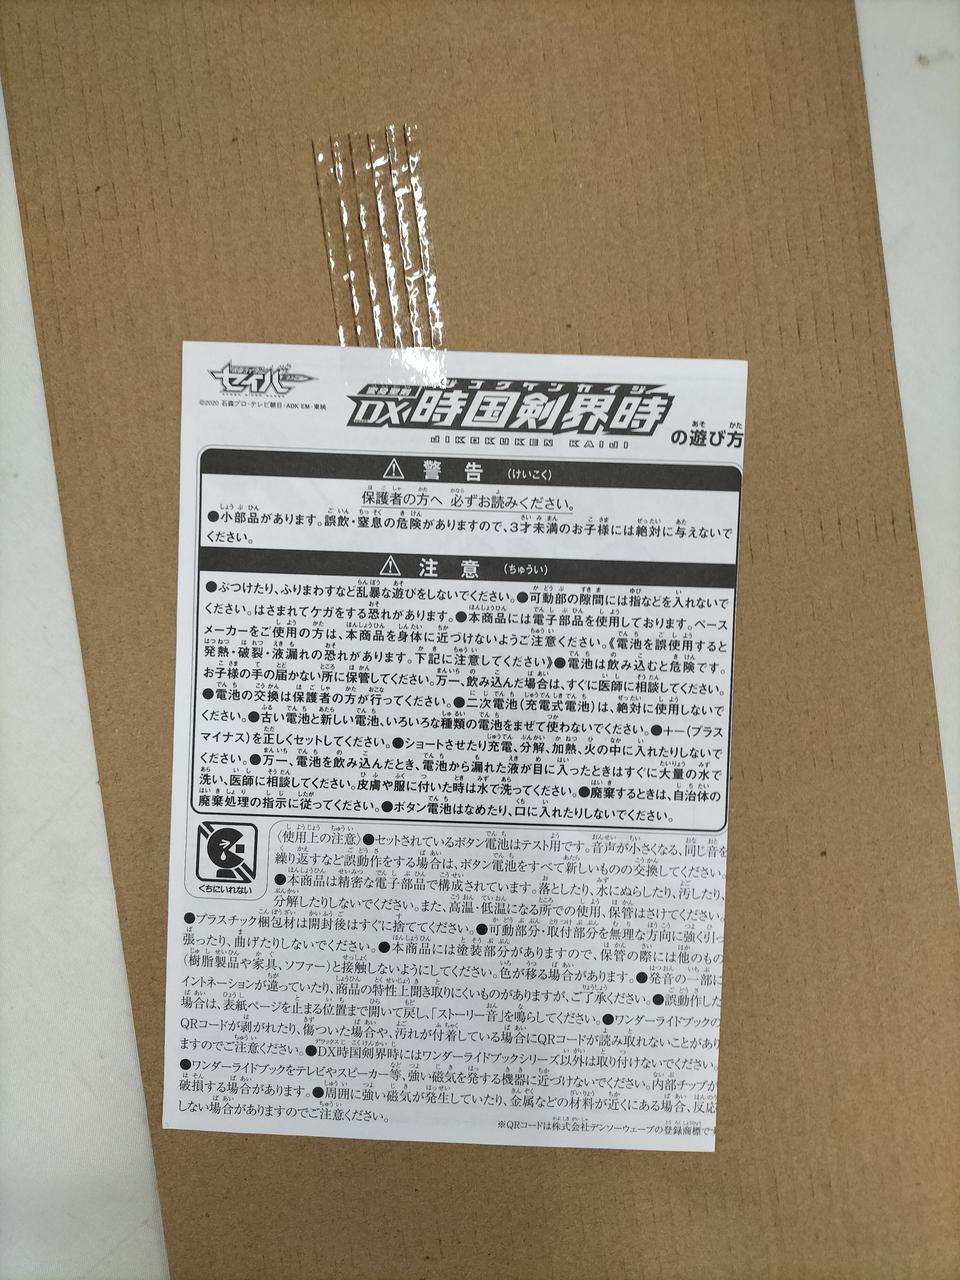 セイバー
©2020 石森プロ・テレビ朝日・ADK EM・東映
ジコクケンカイジ
DX 時国剣界時
JIKOKUKEN KAIJI
の遊び方
警告(けいこく)
保護者の方へ 必ずお読みください。
●小部品があります。誤飲・窒息の危険がありますので、3才未満のお子様には絶対に与えないで
ください。
注意(ちゅうい)
●ぶつけたり、ふりまわすなど乱暴な遊びをしないでください。●可動部の隙間には指などを入れないで
ください。はさまれてケガをする恐れがあります。●本商品には電子部品を使用しております。ペース
メーカーをご使用の方は、本商品を身体に近づけないようご注意ください。《電池を誤使用すると
発熱・破裂・液漏れの恐れがあります。下記に注意してください》●電池は飲み込むと危険です。
お子様の手の届かない所に保管してください。万一、飲み込んだ場合は、すぐに医師に相談してください。
●電池の交換は保護者の方が行ってください。●二次電池(充電式電池)は、絶対に使用しないで
ください。●古い電池と新しい電池、いろいろな種類の電池をまぜて使わないでください。●+-(プラス
マイナス)を正しくセットしてください。●ショートさせたり充電、分解、加熱、火の中に入れたりしないで
ください。●万一、電池を飲み込んだとき、電池から漏れた液が目に入ったときはすぐに大量の水で
洗い、医師に相談してください。皮膚や服に付いた時は水で洗ってください。●廃棄するときは、自治体の
廃棄処理の指示に従ってください。●ボタン電池はなめたり、口に入れたりしないでください。
くちにいれない
〈使用上の注意〉●セットされているボタン電池はテスト用です。音声が小さくなる、同じ音を
繰り返すなど誤動作をする場合は、ボタン電池をすべて新しいものの交換してください。
●本商品は精密な電子部品で構成されています。落としたり、水にぬらしたり、汚したり、
分解したりしないでください。また、高温・低温になる所での使用、保管はさけてください。
●プラスチック梱包材は開封後はすぐに捨ててください。●可動部分・取付部分を無理な方向に強く引っ
張ったり、曲げたりしないでください。●本商品には塗装部分がありますので、保管の際には他のもの
(樹脂製品や家具、ソファー)と接触しないようにしてください。色が移る場合があります。●発音の一部に
イントネーションが違っていたり、商品の特性上聞き取りにくいものがありますが、ご了承ください。●誤動作した
場合は、表紙ページを止まる位置まで開いて戻し、「ストーリー音」を鳴らしてください。●ワンダーライドブックの
QRコードが剥がれたり、傷ついた場合や、汚れが付着している場合にQRコードが読み取れないことがあり
ますのでご注意ください。●DX時国剣界時にはワンダーライドブックシリーズ以外は取り付けないでください。
●ワンダーライドブックをテレビやスピーカー等、強い磁気を発する機器に近づけないでください。内部チップが
破損する場合があります。●周囲に強い磁気が発生していたり、金属などの材料が近くにある場合、反応
しない場合がありますのでご注意ください。
※QRコードは株式会社デンソーウェーブの登録商標で